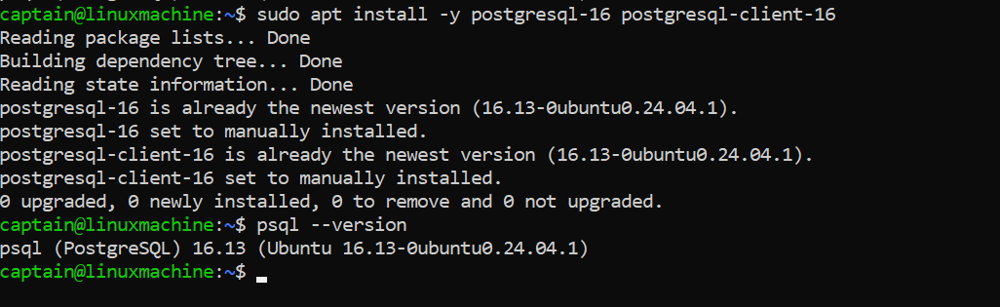 captain@linuxmachine:~$ sudo apt install -y postgresql-16 postgresql-client-16
Reading package lists... Done
Building dependency tree... Done
Reading state information... Done
postgresql-16 is already the newest version (16.13-0ubuntu0.24.04.1).
postgresql-16 set to manually installed.
postgresql-client-16 is already the newest version (16.13-0ubuntu0.24.04.1).
postgresql-client-16 set to manually installed.
0 upgraded, 0 newly installed, 0 to remove and 0 not upgraded.
captain@linuxmachine:~$ psql --version
psql (PostgreSQL) 16.13 (Ubuntu 16.13-0ubuntu0.24.04.1)
captain@linuxmachine:~$